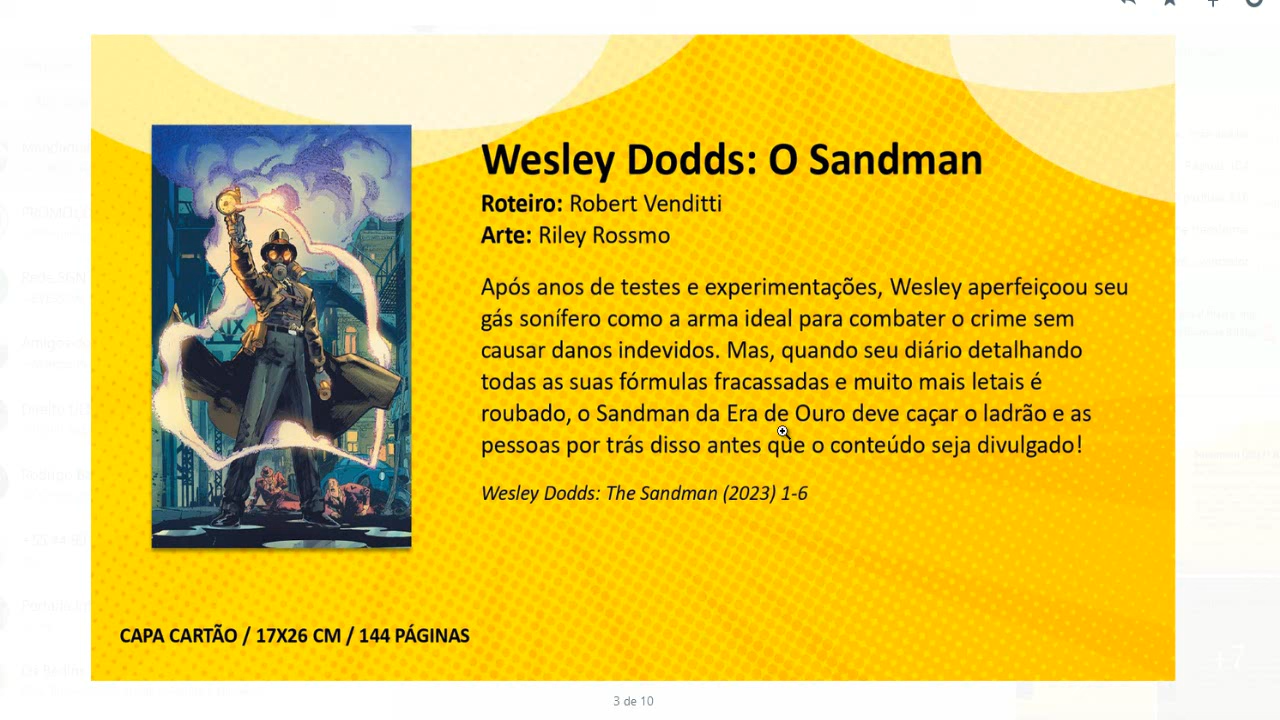 Wesley Dodds: O Sandman
Roteiro: Robert Venditti
Arte: Riley Rossmo
Após anos de testes e experimentações, Wesley aperfeiçoou seu
gás sonífero como a arma ideal para combater o crime sem
causar danos indevidos. Mas, quando seu diário detalhando
todas as suas fórmulas fracassadas e muito mais letais é
roubado, o Sandman da Era de Ouro deve caçar o ladrão e as
pessoas por trás disso antes que o conteúdo seja divulgado!
Wesley Dodds: The Sandman (2023) 1-6
CAPA CARTÃO / 17X26 CM / 144 PÁGINAS
+7
3 de 10